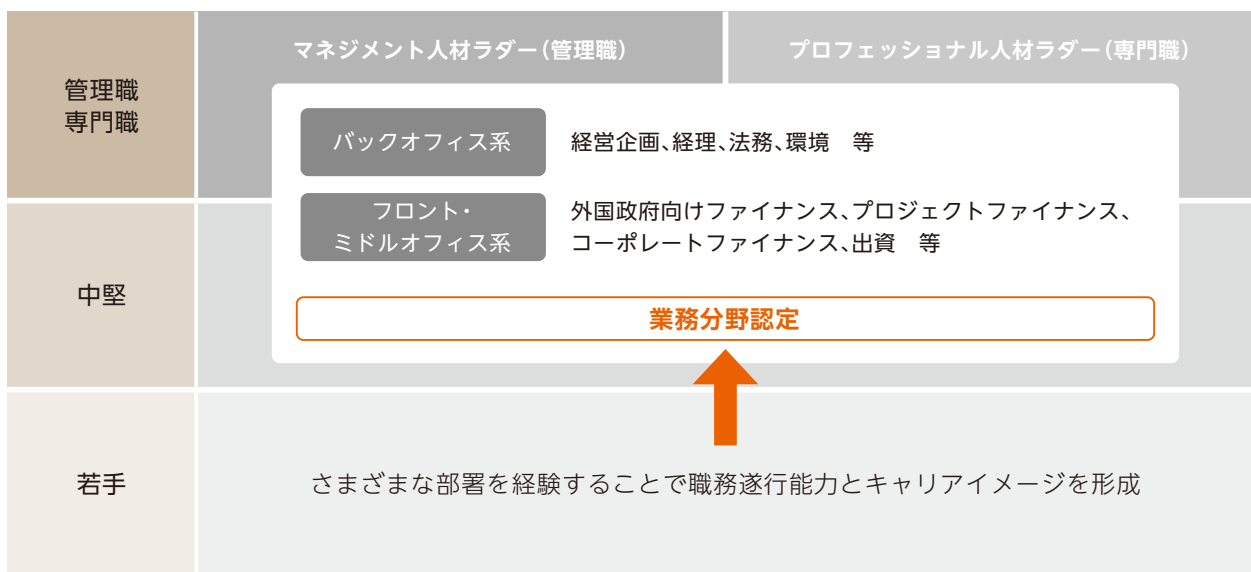 マネジメント人材ラダー（管理職）
プロフェッショナル人材ラダー（専門職）
管理職
専門職
バックオフィス系
経営企画、経理、法務、環境　等
フロント・
ミドルオフィス系
外国政府向けファイナンス、プロジェクトファイナンス、
コーポレートファイナンス、出資　等
中堅
業務分野認定
若手
さまざまな部署を経験することで職務遂行能力とキャリアイメージを形成